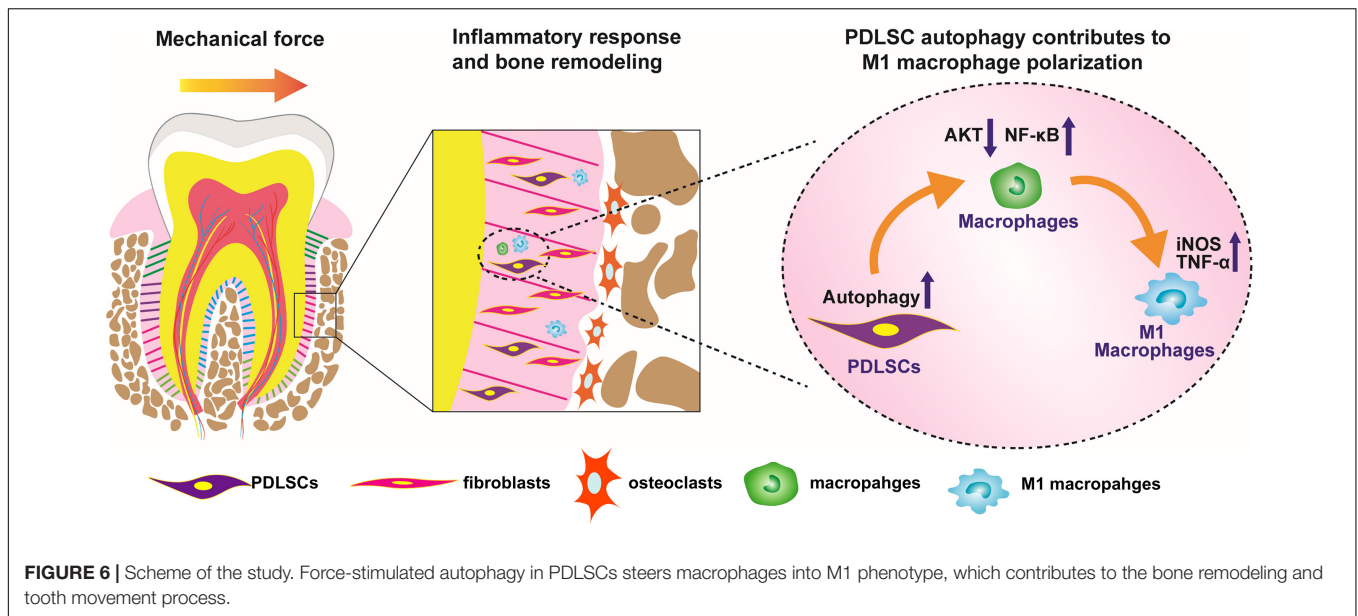 Mechanical force
Inflammatory response
and bone remodeling
PDLSC autophagy contributes to
M1 macrophage polarization
AKT NF-κB
Macrophages
iNOS
TNF-α
Autophagy
PDLSCs
M1
Macrophages
PDLSCs
fibroblasts
osteoclasts
macropahges
M1 macropahges
FIGURE 6 | Scheme of the study. Force-stimulated autophagy in PDLSCs steers macrophages into M1 phenotype, which contributes to the bone remodeling and
tooth movement process.